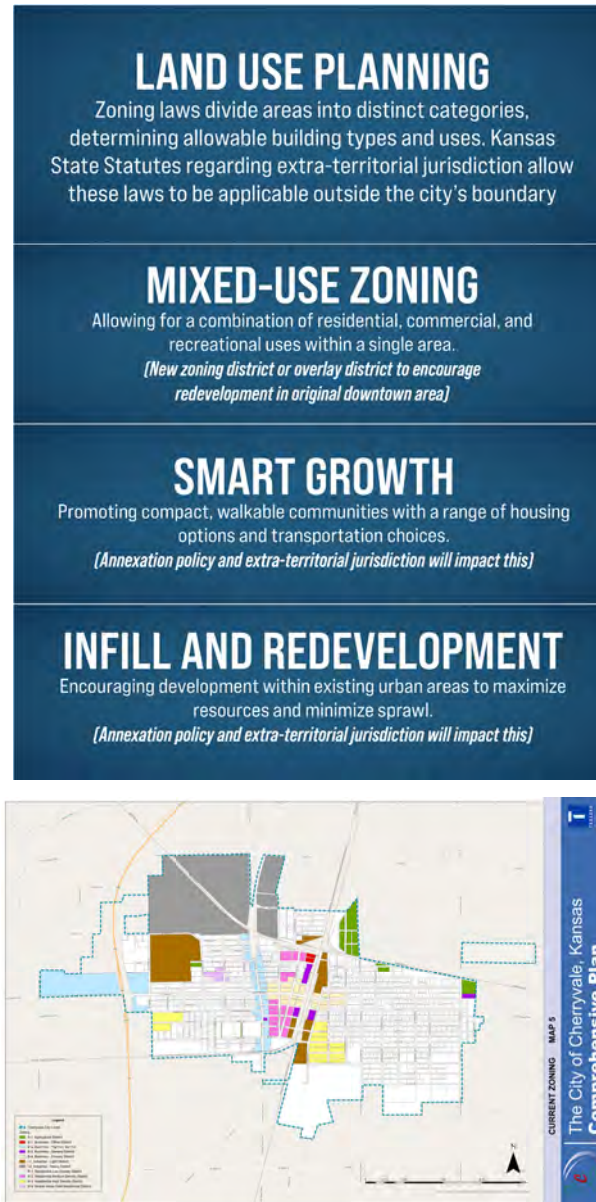 LAND USE PLANNING
Zoning laws divide areas into distinct categories,
determining allowable building types and uses. Kansas
State Statutes regarding extra-territorial jurisdiction allow
these laws to be applicable outside the city's boundary
MIXED-USE ZONING
Allowing for a combination of residential, commercial, and
recreational uses within a single area.
(New zoning district or overlay district to encourage
redevelopment in original downtown area)
SMART GROWTH
Promoting compact, walkable communities with a range of housing
options and transportation choices.
(Annexation policy and extra-territorial jurisdiction will impact this)
INFILL AND REDEVELOPMENT
Encouraging development within existing urban areas to maximize
resources and minimize sprawl.
(Annexation policy and extra-territorial jurisdiction will impact this)
Legend
N
CURRENT ZONING MAP 5
The City of Cherryvale, Kansas
Comprehensive Plan